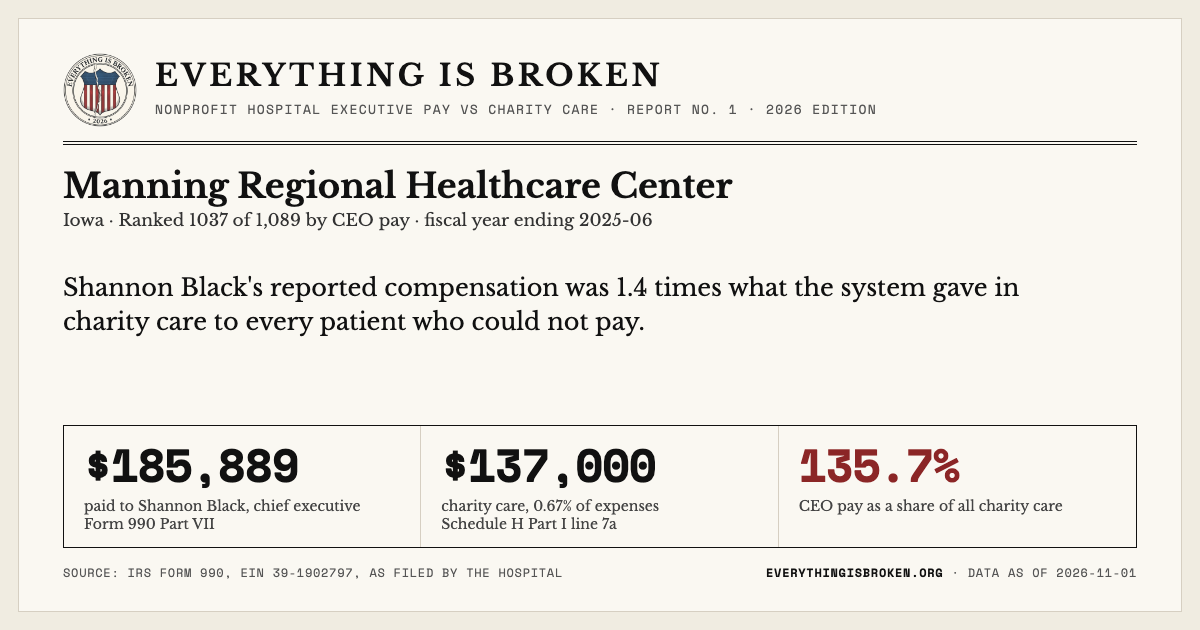 EVERYTHING IS BROKEN
2026
EVERYTHING IS BROKEN
NONPROFIT HOSPITAL EXECUTIVE PAY VS CHARITY CARE · REPORT NO. 1 · 2026 EDITION
Manning Regional Healthcare Center
Iowa · Ranked 1037 of 1,089 by CEO pay · fiscal year ending 2025-06
Shannon Black's reported compensation was 1.4 times what the system gave in
charity care to every patient who could not pay.
$185,889
paid to Shannon Black, chief executive
Form 990 Part VII
$137,000
charity care, 0.67% of expenses
Schedule H Part I line 7a
135.7%
CEO pay as a share of all charity care
SOURCE: IRS FORM 990, EIN 39-1902797, AS FILED BY THE HOSPITAL
EVERYTHINGISBROKEN.ORG · DATA AS OF 2026-11-01